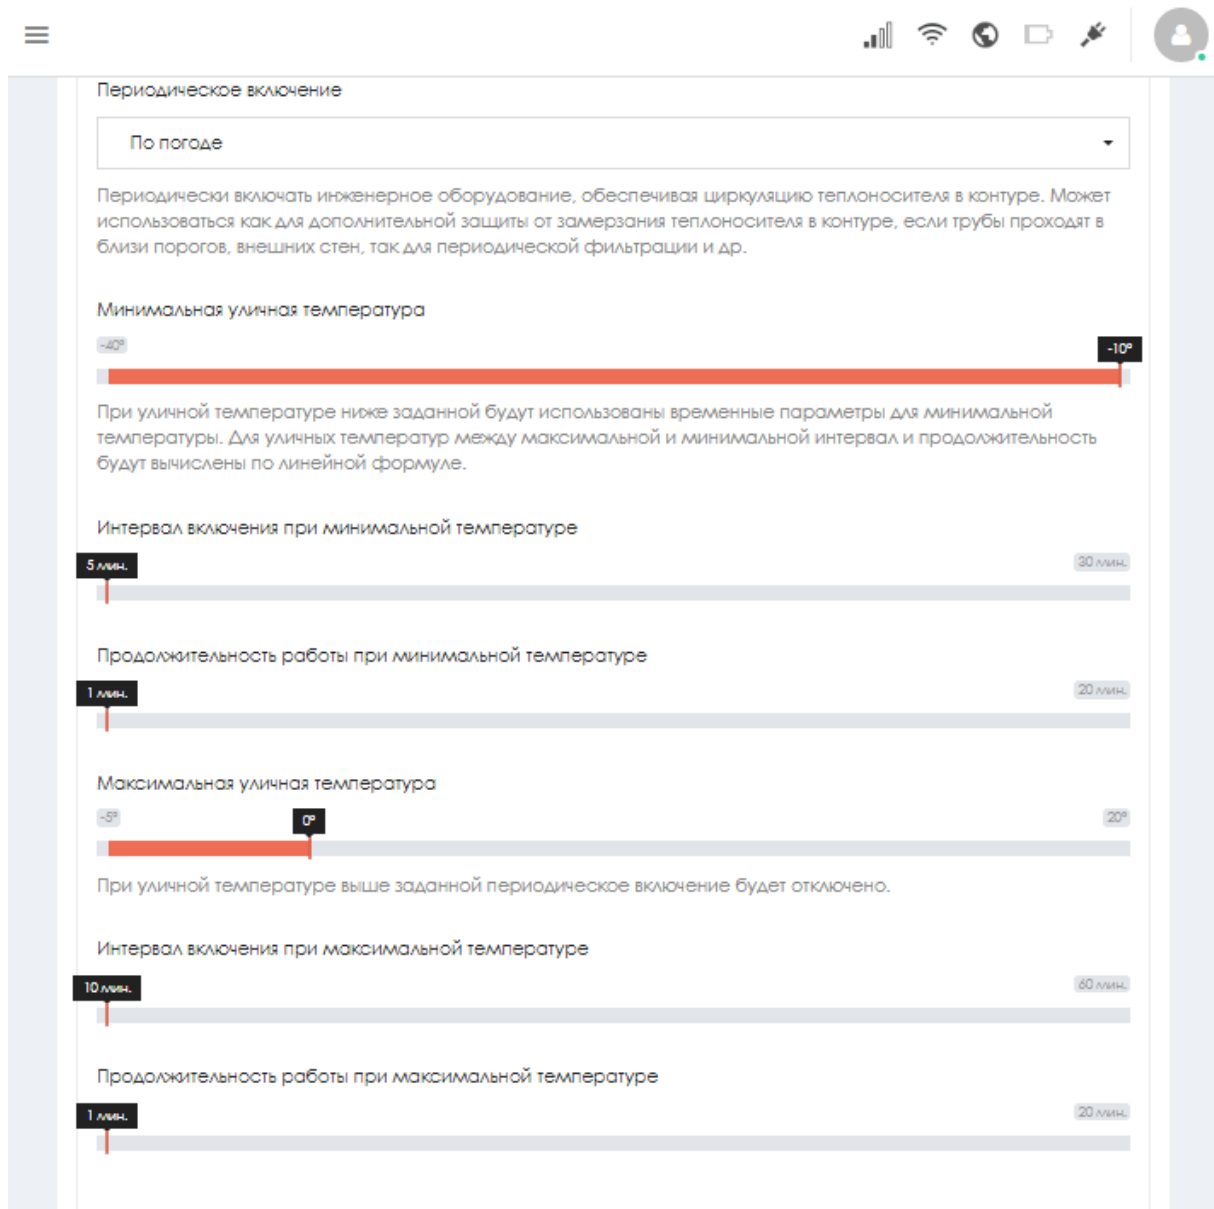 Периодическое включение
По погоде
Периодически включать инженерное оборудование, обеспечивая циркуляцию теплоносителя в контуре. Может
использоваться как для дополнительной защиты от замерзания теплоносителя в контуре, если трубы проходят в
близи порогов, внешних стен, так для периодической фильтрации и др.
Минимальная уличная температура
-40°
-10°
При уличной температуре ниже заданной будут использованы временные параметры для минимальной
температуры. Для уличных температур между максимальной и минимальной интервал и продолжительность
будут вычислены по линейной формуле.
Интервал включения при минимальной температуре
5 мин.
30 мин.
Продолжительность работы при минимальной температуре
1 мин.
20 мин.
Максимальная уличная температура
-5°
0°
20°
При уличной температуре выше заданной периодическое включение будет отключено.
Интервал включения при максимальной температуре
10 мин.
60 мин.
Продолжительность работы при максимальной температуре
1 мин.
20 мин.